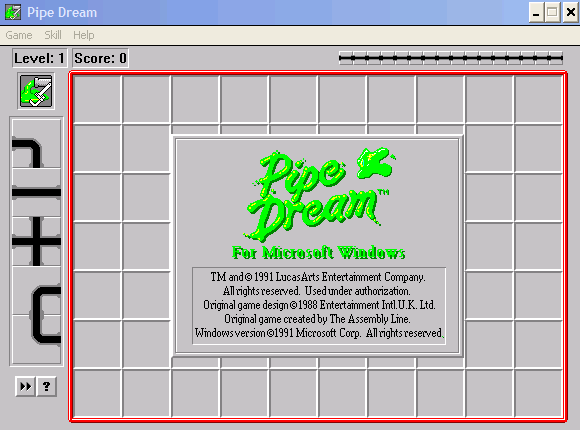 Pipe Dream
Game Skill Help
Level: 1 Score: 0
Pipe
Dream™
For Microsoft Windows
TM and © 1991 LucasArts Entertainment Company.
All rights reserved. Used under authorization.
Original game design ©1988 Entertainment Intl.U.K. Ltd.
Original game created by The Assembly Line.
Windows version ©1991 Microsoft Corp. All rights reserved.
?